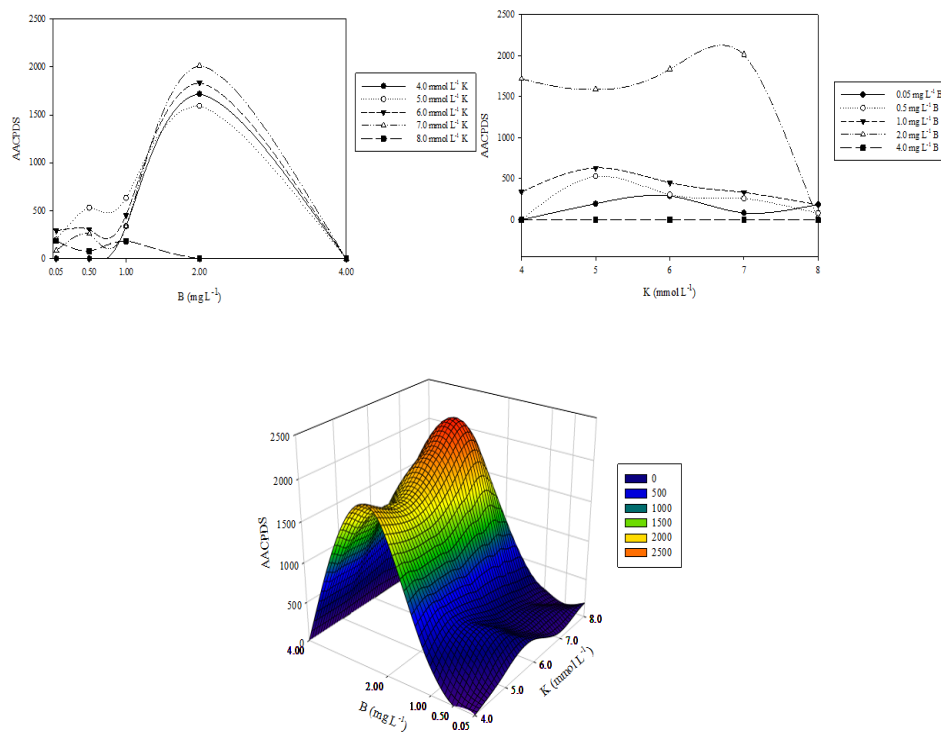 2500
2000
1500
1000
500
0
AACPDS
0.05 0.50 1.00 2.00 4.00
B (mg L⁻¹)
4.0 mmol L⁻¹ K
5.0 mmol L⁻¹ K
6.0 mmol L⁻¹ K
7.0 mmol L⁻¹ K
8.0 mmol L⁻¹ K
2500
2000
1500
1000
500
0
AACPDS
4 5 6 7 8
K (mmol L⁻¹)
0.05 mg L⁻¹ B
0.5 mg L⁻¹ B
1.0 mg L⁻¹ B
2.0 mg L⁻¹ B
4.0 mg L⁻¹ B
2500
2000
1500
1000
500
0
AACPDS
4.00
2.00
1.00
0.50
0.05
B (mg L⁻¹)
4.0
5.0
6.0
7.0
8.0
K (mmol L⁻¹)
0
500
1000
1500
2000
2500